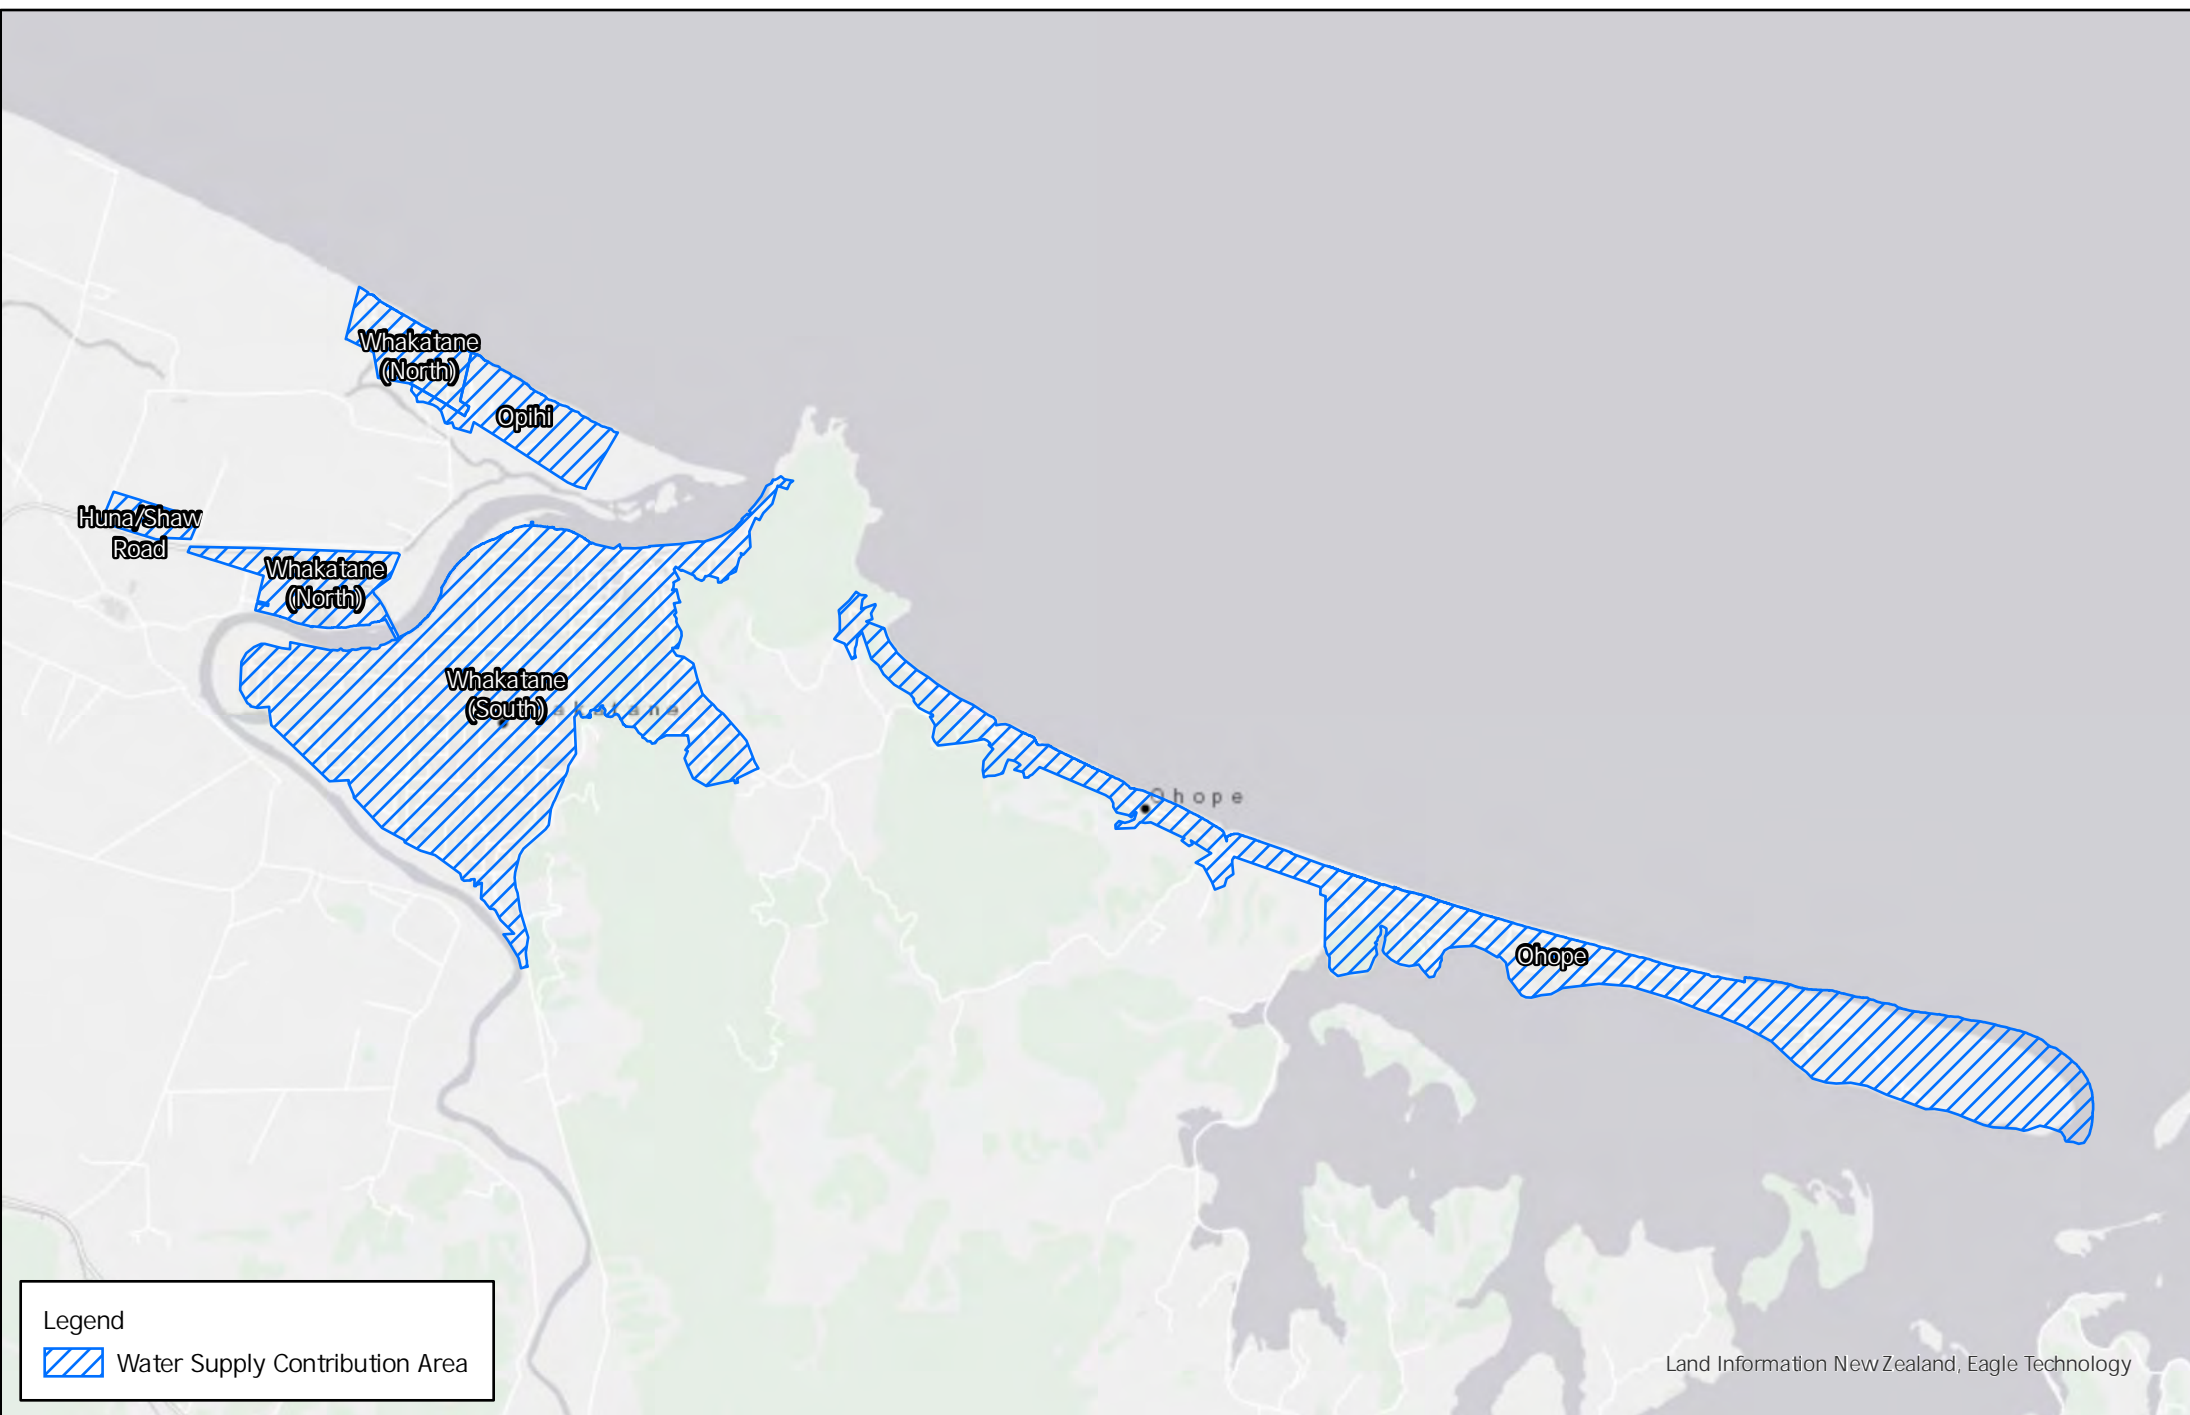 Whakatane
(North)
Opihi
Huna/Shaw
Road
Whakatane
(North)
Whakatane
(South)
akatane
Ohope
Ohope
Legend
Water Supply Contribution Area
Land Information New Zealand, Eagle Technology